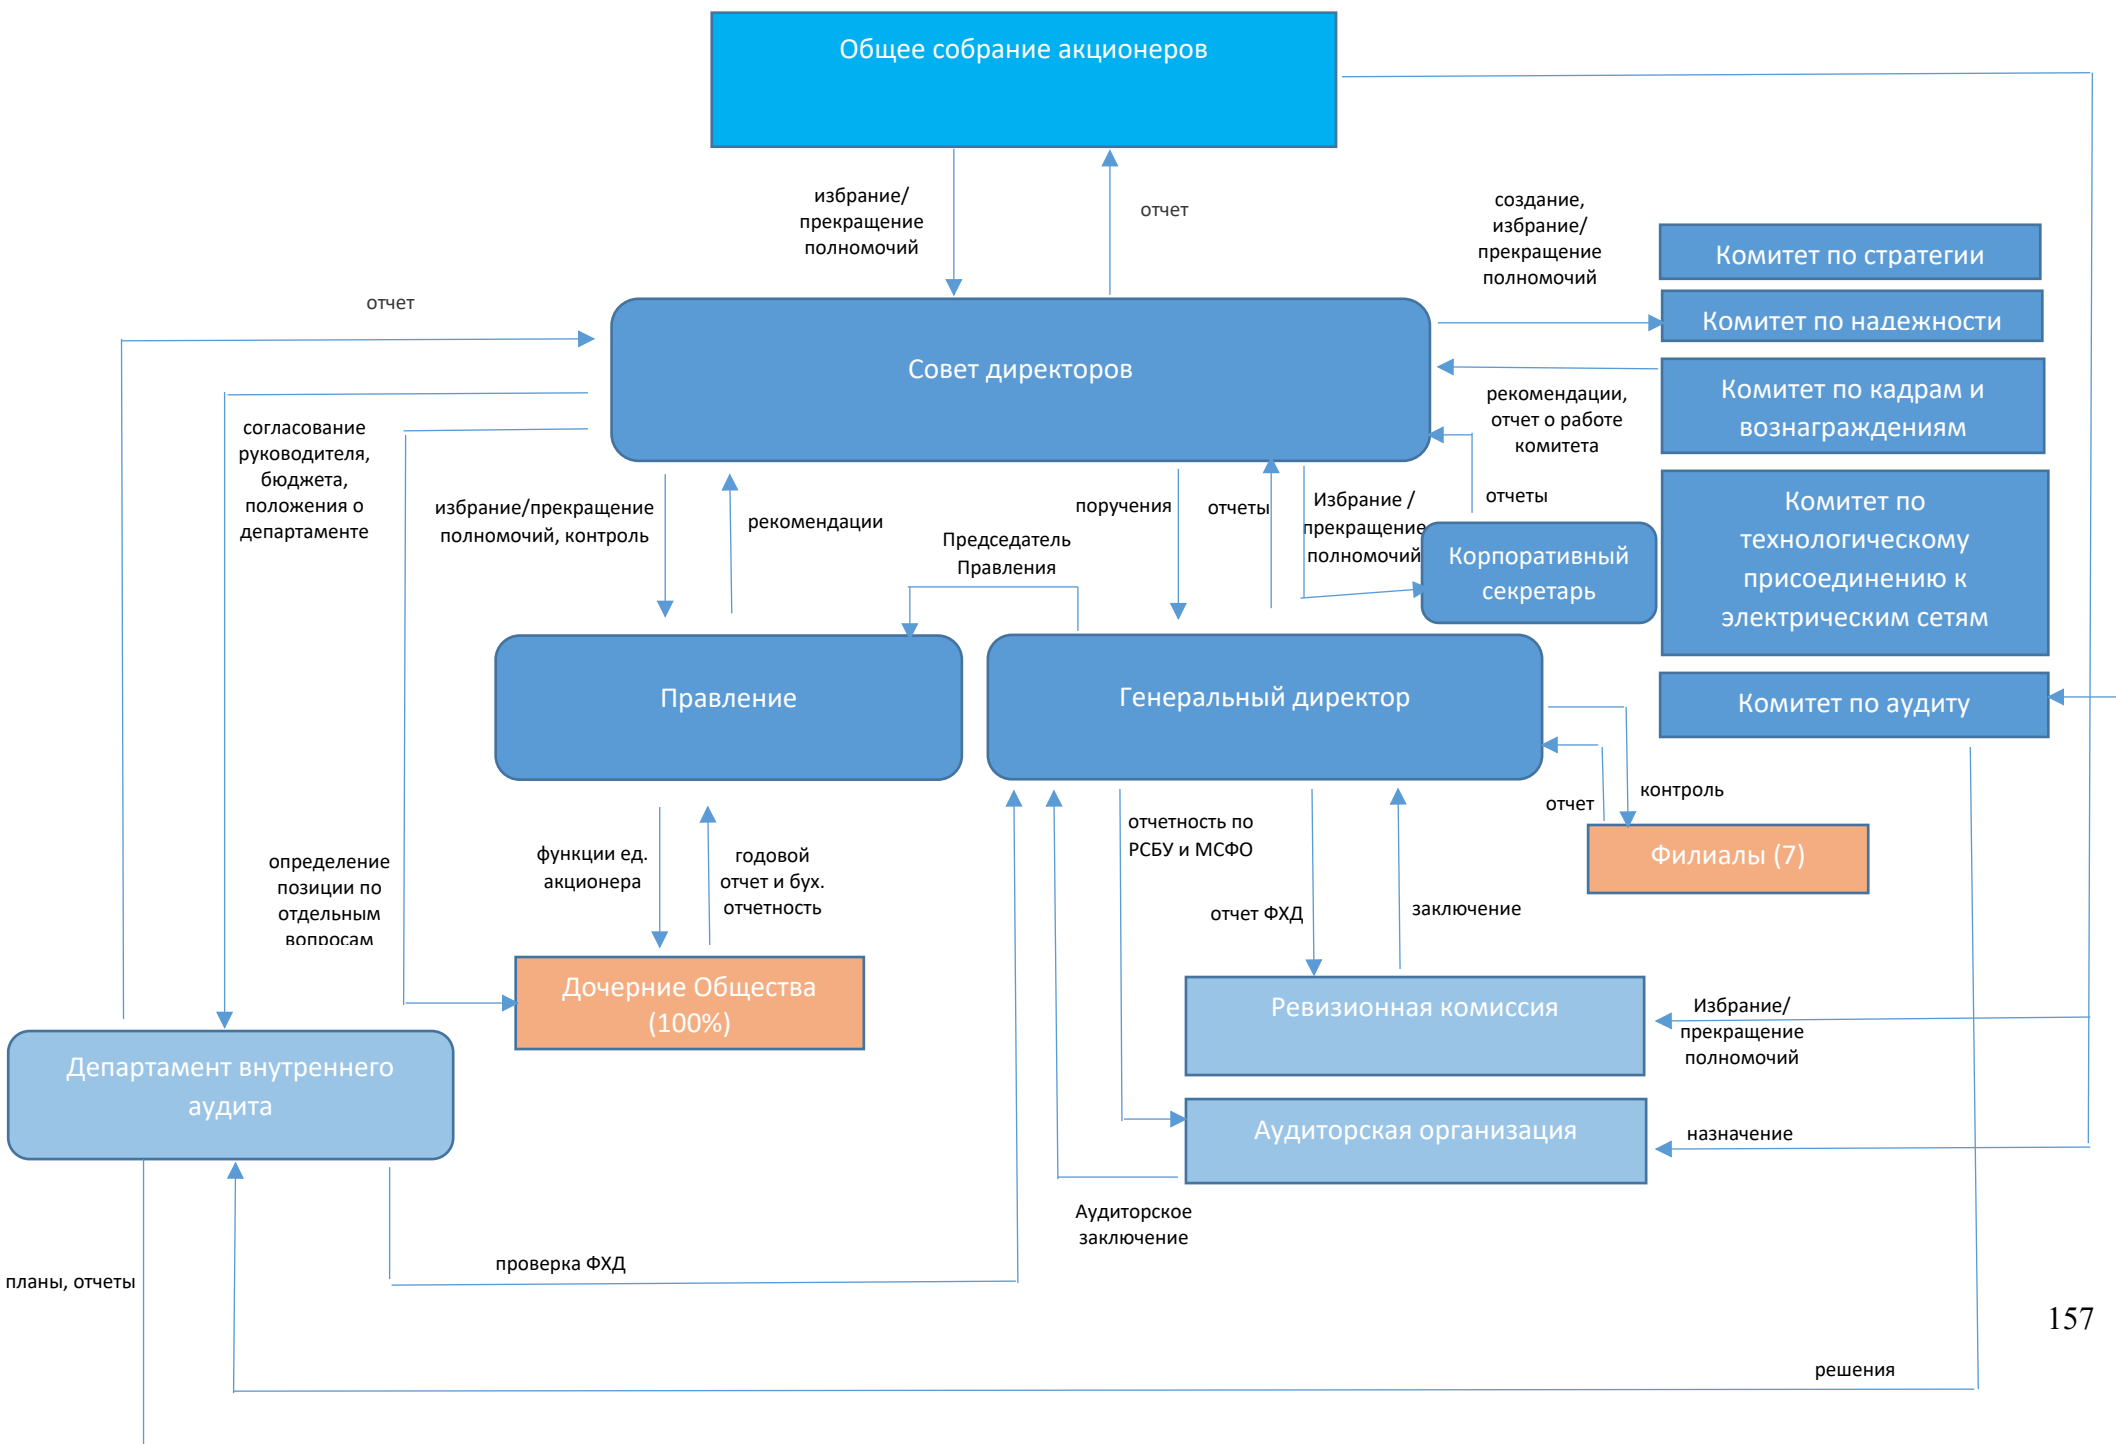 Общее собрание акционеров
избрание/
прекращение
полномочий
отчет
создание,
избрание/
прекращение
полномочий
Комитет по стратегии
отчет
Комитет по надежности
Совет директоров
Комитет по кадрам и
вознаграждениям
рекомендации,
отчет о работе
комитета
согласование
руководителя,
бюджета,
положения о
департаменте
избрание/прекращение
полномочий, контроль
рекомендации
поручения
отчеты
Избрание /
прекращение
полномочий
отчеты
Комитет по
технологическому
присоединению к
электрическим сетям
Председатель
Правления
Корпоративный
секретарь
Правление
Генеральный директор
Комитет по аудиту
отчет
контроль
отчетность по
РСБУ и МСФО
функции ед.
акционера
годовой
отчет и бух.
отчетность
Филиалы (7)
определение
позиции по
отдельным
вопросам
отчет ФХД
заключение
Дочерние Общества
(100%)
Ревизионная комиссия
Избрание/
прекращение
полномочий
Департамент внутреннего
аудита
Аудиторская организация
назначение
Аудиторское
заключение
проверка ФХД
планы, отчеты
157
решения